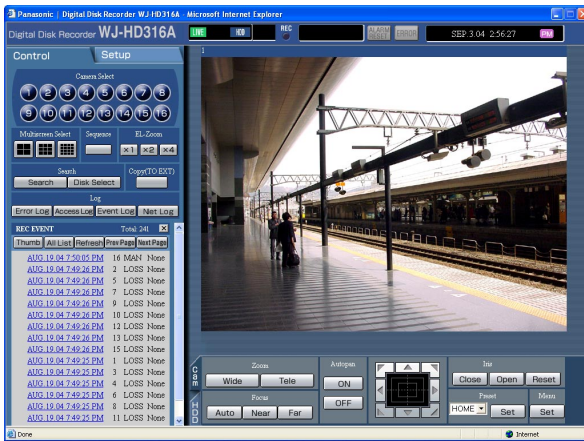 Panasonic | Digital Disk Recorder WJ-HD316A - Microsoft Internet Explorer
Digital Disk Recorder WJ-HD316A
LIVE HDD REC ALARM RESET ERROR SEP.3.04 2:56:27 PM
Control Setup
1
Camera Select
1 2 3 4 5 6 7 8
9 10 11 12 13 14 15 16
Multiscreen Select Sequence EL-Zoom
×1 ×2 ×4
Search Copy(TO EXT)
Search Disk Select
Log
Error Log Access Log Event Log Net Log
REC EVENT Total: 241
Thumb All List Refresh Prev Page Next Page
AUG.19.04 7:50:05 PM 16 MAN None
AUG.19.04 7:49:26 PM 2 LOSS None
AUG.19.04 7:49:26 PM 5 LOSS None
AUG.19.04 7:49:26 PM 7 LOSS None
AUG.19.04 7:49:26 PM 9 LOSS None
AUG.19.04 7:49:26 PM 10 LOSS None
AUG.19.04 7:49:26 PM 12 LOSS None
AUG.19.04 7:49:26 PM 13 LOSS None
AUG.19.04 7:49:26 PM 15 LOSS None
AUG.19.04 7:49:25 PM 1 LOSS None
AUG.19.04 7:49:25 PM 3 LOSS None
AUG.19.04 7:49:25 PM 4 LOSS None
AUG.19.04 7:49:25 PM 6 LOSS None
AUG.19.04 7:49:25 PM 8 LOSS None
AUG.19.04 7:49:25 PM 11 LOSS None
Cam
HDD
Zoom
Wide Tele
Focus
Auto Near Far
Autopan
ON
OFF
Iris
Close Open Reset
Preset Menu
HOME Set Set
Done Internet